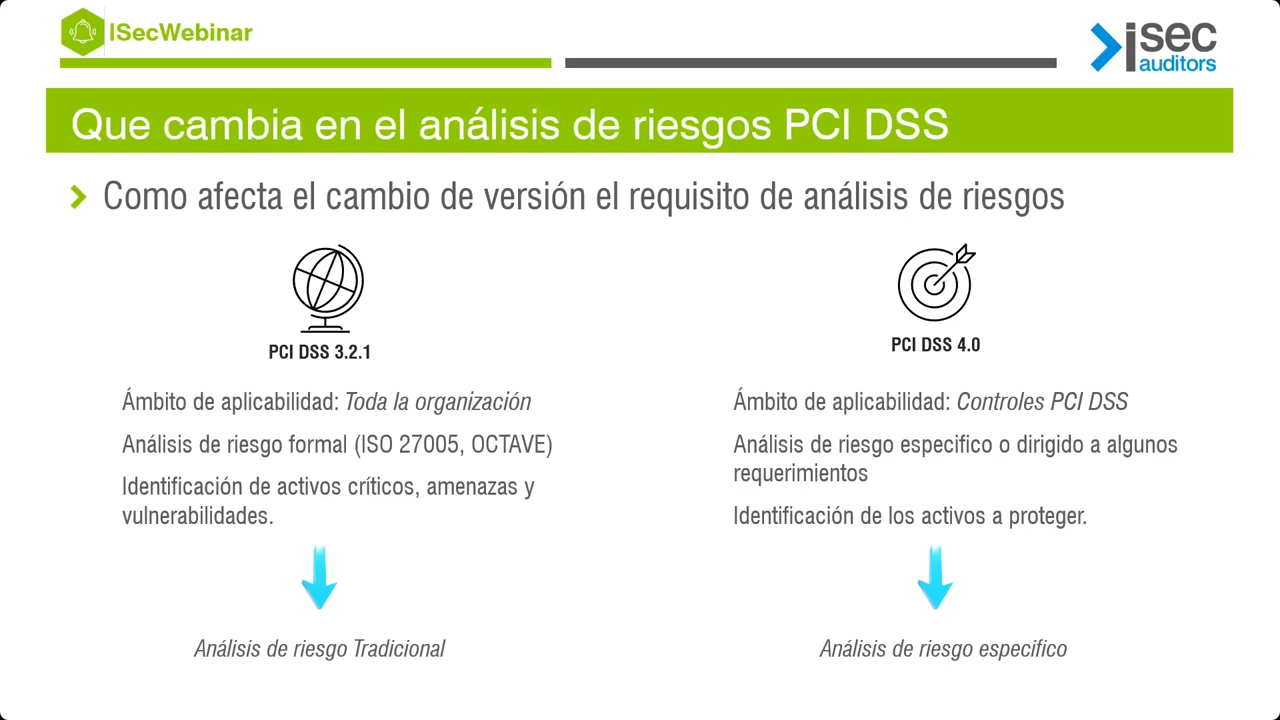 ISecWebinar
isec
auditors
Que cambia en el análisis de riesgos PCI DSS
Como afecta el cambio de versión el requisito de análisis de riesgos
PCI DSS 3.2.1
Ámbito de aplicabilidad: Toda la organización
Análisis de riesgo formal (ISO 27005, OCTAVE)
Identificación de activos críticos, amenazas y
vulnerabilidades.
Análisis de riesgo Tradicional
PCI DSS 4.0
Ámbito de aplicabilidad: Controles PCI DSS
Análisis de riesgo especifico o dirigido a algunos
requerimientos
Identificación de los activos a proteger.
Análisis de riesgo especifico